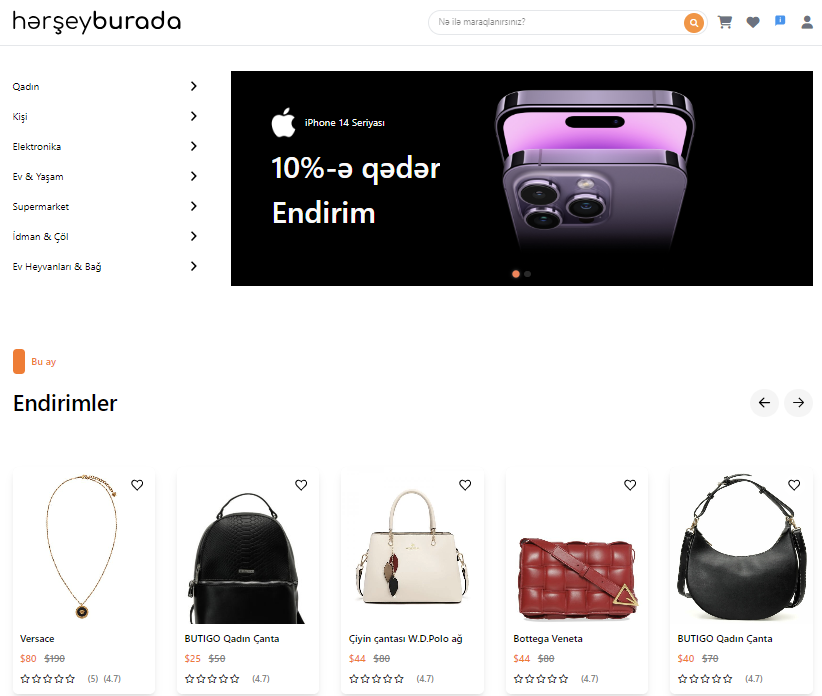 hərşeyburada
Nə ilə maraqlanırsınız?
Qadın
Kişi
Elektronika
Ev & Yaşam
Supermarket
İdman & Çöl
Ev Heyvanları & Bağ
iPhone 14 Seriyası
10%-ə qədər
Endirim
Bu ay
Endirimlər
Versace
$80 $190
(5) (4.7)
BUTIGO Qadın Çanta
$25 $50
(4.7)
Çiyin çantası W.D.Polo ağ
$44 $80
(4.7)
Bottega Veneta
$44 $80
(4.7)
BUTIGO Qadın Çanta
$40 $70
(4.7)